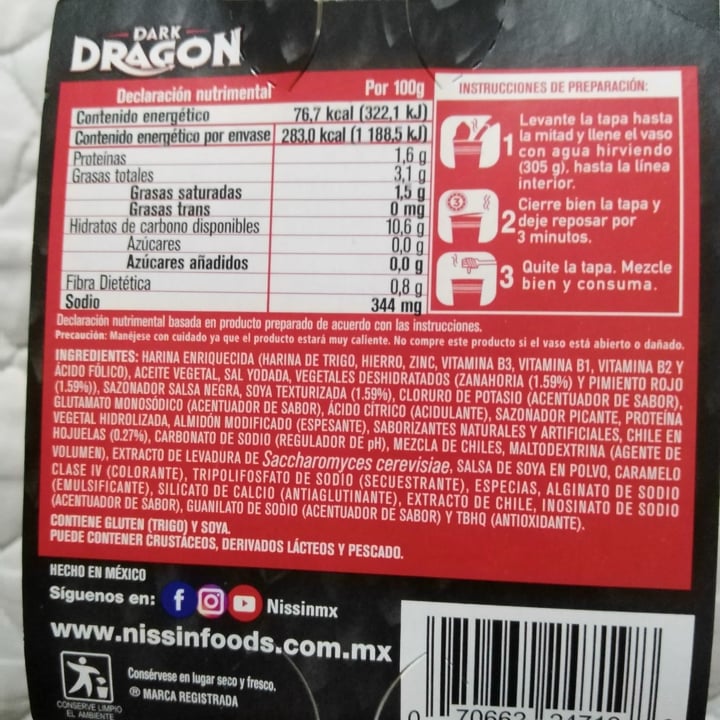 DARK
DRAGON
Declaración nutrimental Por 100g
Contenido energético 76,7 kcal (322,1 kJ)
Contenido energético por envase 283,0 kcal (1 188,5 kJ)
Proteínas 1,6 g
Grasas totales 3,1 g
Grasas saturadas 1,5 g
Grasas trans 0 mg
Hidratos de carbono disponibles 10,6 g
Azúcares 0,0 g
Azúcares añadidos 0,0 g
Fibra Dietética 0,8 g
Sodio 344 mg
INSTRUCCIONES DE PREPARACIÓN:
1 Levante la tapa hasta
la mitad y llene el vaso
con agua hirviendo
(305 g), hasta la línea
interior.
3
2 Cierre bien la tapa y
deje reposar por
3 minutos.
3 Quite la tapa. Mezcle
bien y consuma.
Declaración nutrimental basada en producto preparado de acuerdo con las instrucciones.
Precaución: Manéjese con cuidado ya que el producto estará muy caliente. No compre este producto si el vaso está abierto o dañado.
INGREDIENTES: HARINA ENRIQUECIDA (HARINA DE TRIGO, HIERRO, ZINC, VITAMINA B3, VITAMINA B1, VITAMINA B2 Y
ÁCIDO FÓLICO), ACEITE VEGETAL, SAL YODADA, VEGETALES DESHIDRATADOS (ZANAHORIA (1.59%) Y PIMIENTO ROJO
(1.59%)), SAZONADOR SALSA NEGRA, SOYA TEXTURIZADA (1.59%), CLORURO DE POTASIO (ACENTUADOR DE SABOR),
GLUTAMATO MONOSÓDICO (ACENTUADOR DE SABOR), ÁCIDO CÍTRICO (ACIDULANTE), SAZONADOR PICANTE, PROTEÍNA
VEGETAL HIDROLIZADA, ALMIDÓN MODIFICADO (ESPESANTE), SABORIZANTES NATURALES Y ARTIFICIALES, CHILE EN
HOJUELAS (0.27%), CARBONATO DE SODIO (REGULADOR DE pH), MEZCLA DE CHILES, MALTODEXTRINA (AGENTE DE
VOLUMEN), EXTRACTO DE LEVADURA DE Saccharomyces cerevisiae, SALSA DE SOYA EN POLVO, CARAMELO
CLASE IV (COLORANTE), TRIPOLIFOSFATO DE SODIO (SECUESTRANTE), ESPECIAS, ALGINATO DE SODIO
(EMULSIFICANTE), SILICATO DE CALCIO (ANTIAGLUTINANTE), EXTRACTO DE CHILE, INOSINATO DE SODIO
(ACENTUADOR DE SABOR), GUANILATO DE SODIO (ACENTUADOR DE SABOR) Y TBHQ (ANTIOXIDANTE).
CONTIENE GLUTEN (TRIGO) Y SOYA.
PUEDE CONTENER CRUSTÁCEOS, DERIVADOS LÁCTEOS Y PESCADO.
HECHO EN MÉXICO
Síguenos en: f Nissinmx
www.nissinfoods.com.mx
Consérvese en lugar seco y fresco.
® MARCA REGISTRADA
CONSERVE LIMPIO
EL AMBIENTE